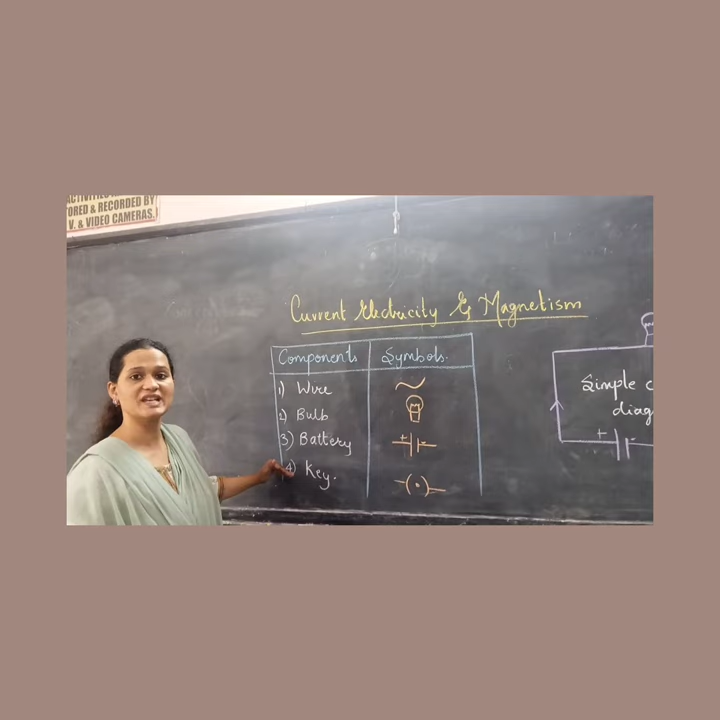 ORED & RECORDED BY
V. & VIDEO CAMERAS.
Current Electricity & Magnetism
Components Symbols.
1) Wire
2) Bulb
3) Battery
+ -
4) Key.
Simple
+